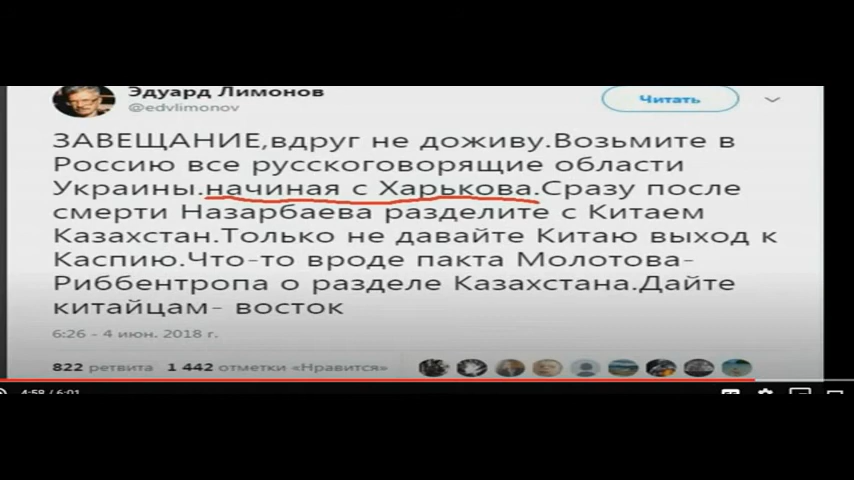 Эдуард Лимонов
@edvlimonov
Читать
ЗАВЕЩАНИЕ,вдруг не доживу.Возьмите в
Россию все русскоговорящие области
Украины.начиная с Харькова.Сразу после
смерти Назарбаева разделите с Китаем
Казахстан.Только не давайте Китаю выход к
Каспию.Что-то вроде пакта Молотова-
Риббентропа о разделе Казахстана.Дайте
китайцам- восток
6:26 - 4 июн. 2018 г.
822 ретвита 1 442 отметки «Нравится»
4:58 / 6:01